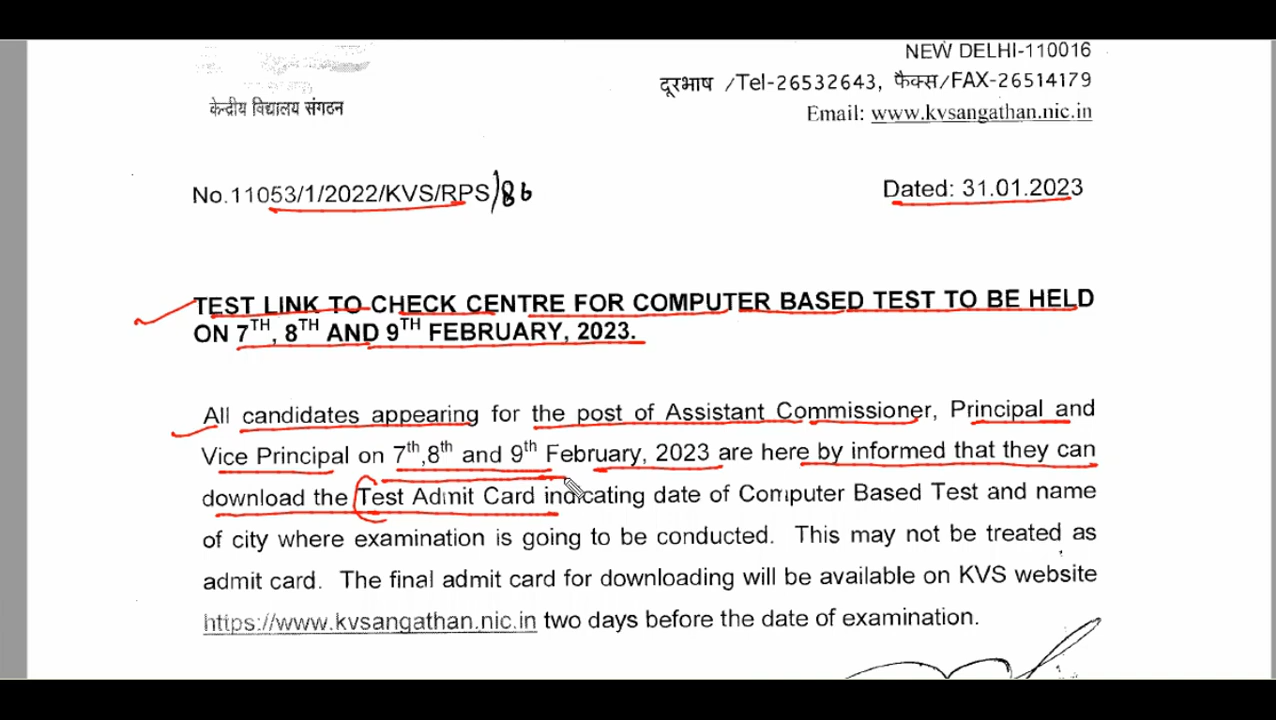 NEW DELHI-110016
दूरभाष /Tel-26532643, फैक्स/FAX-26514179
केन्द्रीय विद्यालय संगठन
Email: www.kvsangathan.nic.in
No.11053/1/2022/KVS/RPS/86
Dated: 31.01.2023
TEST LINK TO CHECK CENTRE FOR COMPUTER BASED TEST TO BE HELD
ON 7TH, 8TH AND 9TH FEBRUARY, 2023.
All candidates appearing for the post of Assistant Commissioner, Principal and
Vice Principal on 7th,8th and 9th February, 2023 are here by informed that they can
download the Test Admit Card indicating date of Computer Based Test and name
of city where examination is going to be conducted. This may not be treated as
admit card. The final admit card for downloading will be available on KVS website
https://www.kvsangathan.nic.in two days before the date of examination.